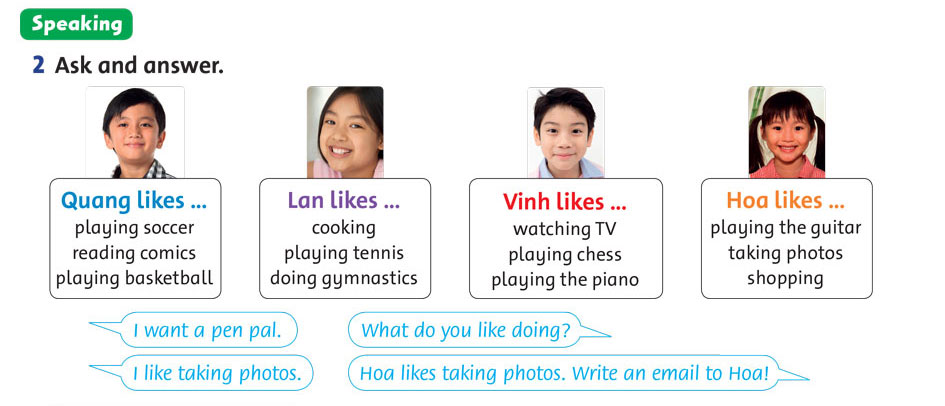 Speaking
2 Ask and answer.
Quang likes ...
playing soccer
reading comics
playing basketball
Lan likes ...
cooking
playing tennis
doing gymnastics
Vinh likes ...
watching TV
playing chess
playing the piano
Hoa likes ...
playing the guitar
taking photos
shopping
I want a pen pal.
What do you like doing?
I like taking photos.
Hoa likes taking photos. Write an email to Hoa!